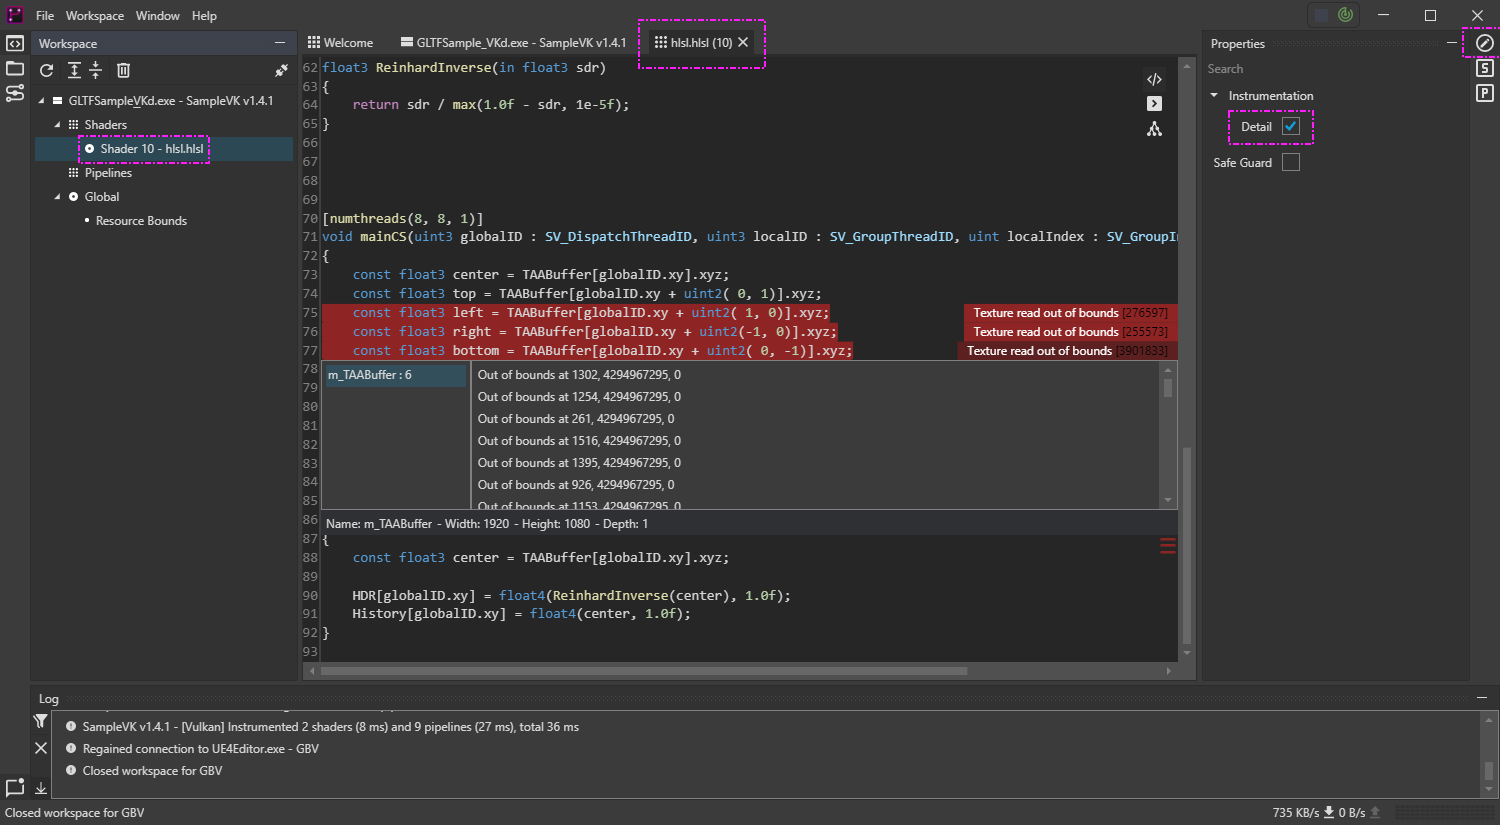 File Workspace Window Help
Workspace
GLTFSample_VKd.exe - SampleVK v1.4.1
Shaders
Shader 10 - hlsl.hlsl
Pipelines
Global
Resource Bounds
Welcome GLTFSample_VKd.exe - SampleVK v1.4.1 hlsl.hlsl (10)
62 float3 ReinhardInverse(in float3 sdr)
63 {
64 return sdr / max(1.0f - sdr, 1e-5f);
65 }
66
67
68
69
70 [numthreads(8, 8, 1)]
71 void mainCS(uint3 globalID : SV_DispatchThreadID, uint3 localID : SV_GroupThreadID, uint localIndex :
72 {
73 const float3 center = TAABuffer[globalID.xy].xyz;
74 const float3 top = TAABuffer[globalID.xy + uint2( 0, 1)].xyz;
75 const float3 left = TAABuffer[globalID.xy + uint2( 1, 0)].xyz; Texture read out of bounds [276597]
76 const float3 right = TAABuffer[globalID.xy + uint2(-1, 0)].xyz; Texture read out of bounds [255573]
77 const float3 bottom = TAABuffer[globalID.xy + uint2( 0, -1)].xyz; Texture read out of bounds [3901833]
78
79
80
81
82
83
84
85
86
m_TAABuffer : 6
Out of bounds at 1302, 4294967295, 0
Out of bounds at 1254, 4294967295, 0
Out of bounds at 261, 4294967295, 0
Out of bounds at 1516, 4294967295, 0
Out of bounds at 1395, 4294967295, 0
Out of bounds at 926, 4294967295, 0
Out of bounds at 1153, 4294967295, 0
Name: m_TAABuffer - Width: 1920 - Height: 1080 - Depth: 1
87 {
88 const float3 center = TAABuffer[globalID.xy].xyz;
89
90 HDR[globalID.xy] = float4(ReinhardInverse(center), 1.0f);
91 History[globalID.xy] = float4(center, 1.0f);
92 }
93
Properties
Search
Instrumentation
Detail
Safe Guard
S
P
Log
SampleVK v1.4.1 - [Vulkan] Instrumented 2 shaders (8 ms) and 9 pipelines (27 ms), total 36 ms
Regained connection to UE4Editor.exe - GBV
Closed workspace for GBV
Closed workspace for GBV
735 KB/s 0 B/s